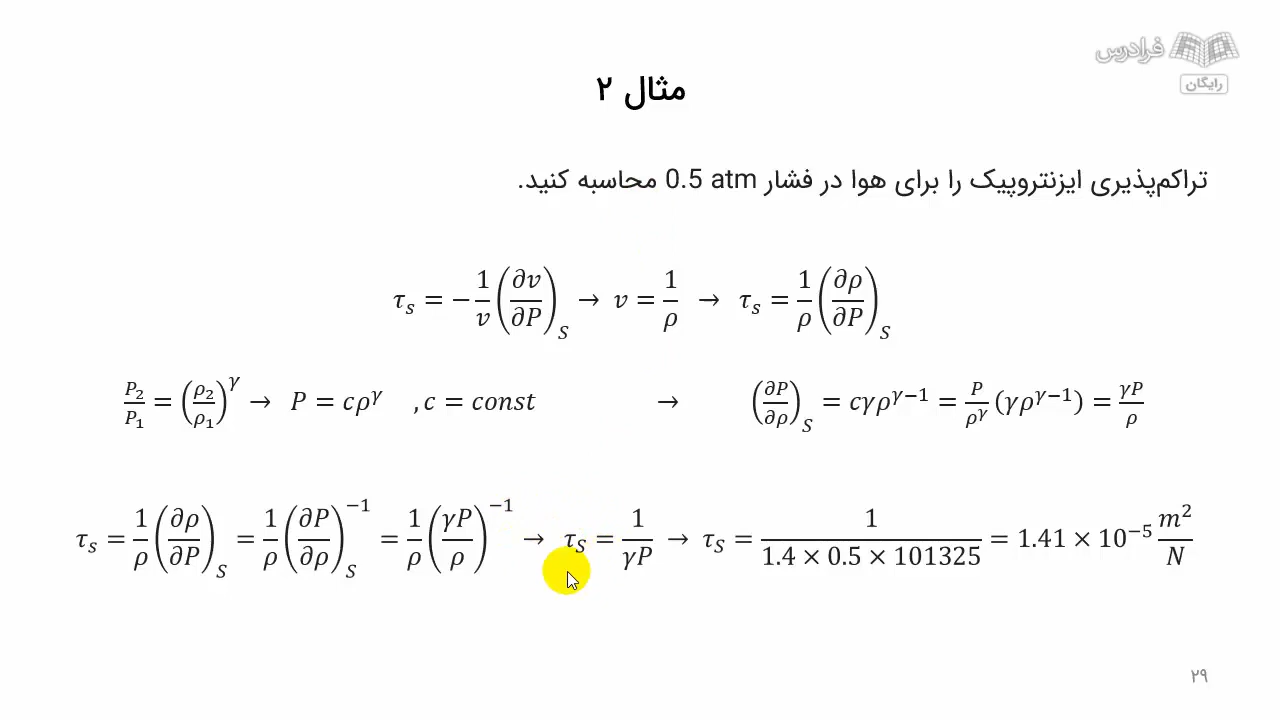 فرادرس
رایگان
مثال ۲
تراکم‌پذیری ایزنتروپیک را برای هوا در فشار 0.5 atm محاسبه کنید.
τ_s = −(1/v)(∂v/∂P)_S → v = 1/ρ → τ_s = (1/ρ)(∂ρ/∂P)_S
P₂/P₁ = (ρ₂/ρ₁)^γ → P = cρ^γ , c = const → (∂P/∂ρ)_S = cγρ^(γ−1) = (P/ρ^γ)(γρ^(γ−1)) = γP/ρ
τ_s = (1/ρ)(∂ρ/∂P)_S = (1/ρ)(∂P/∂ρ)_S^(−1) = (1/ρ)(γP/ρ)^(−1) → τ_S = 1/(γP) → τ_S = 1/(1.4 × 0.5 × 101325) = 1.41 × 10^(−5) m²/N
۲۹